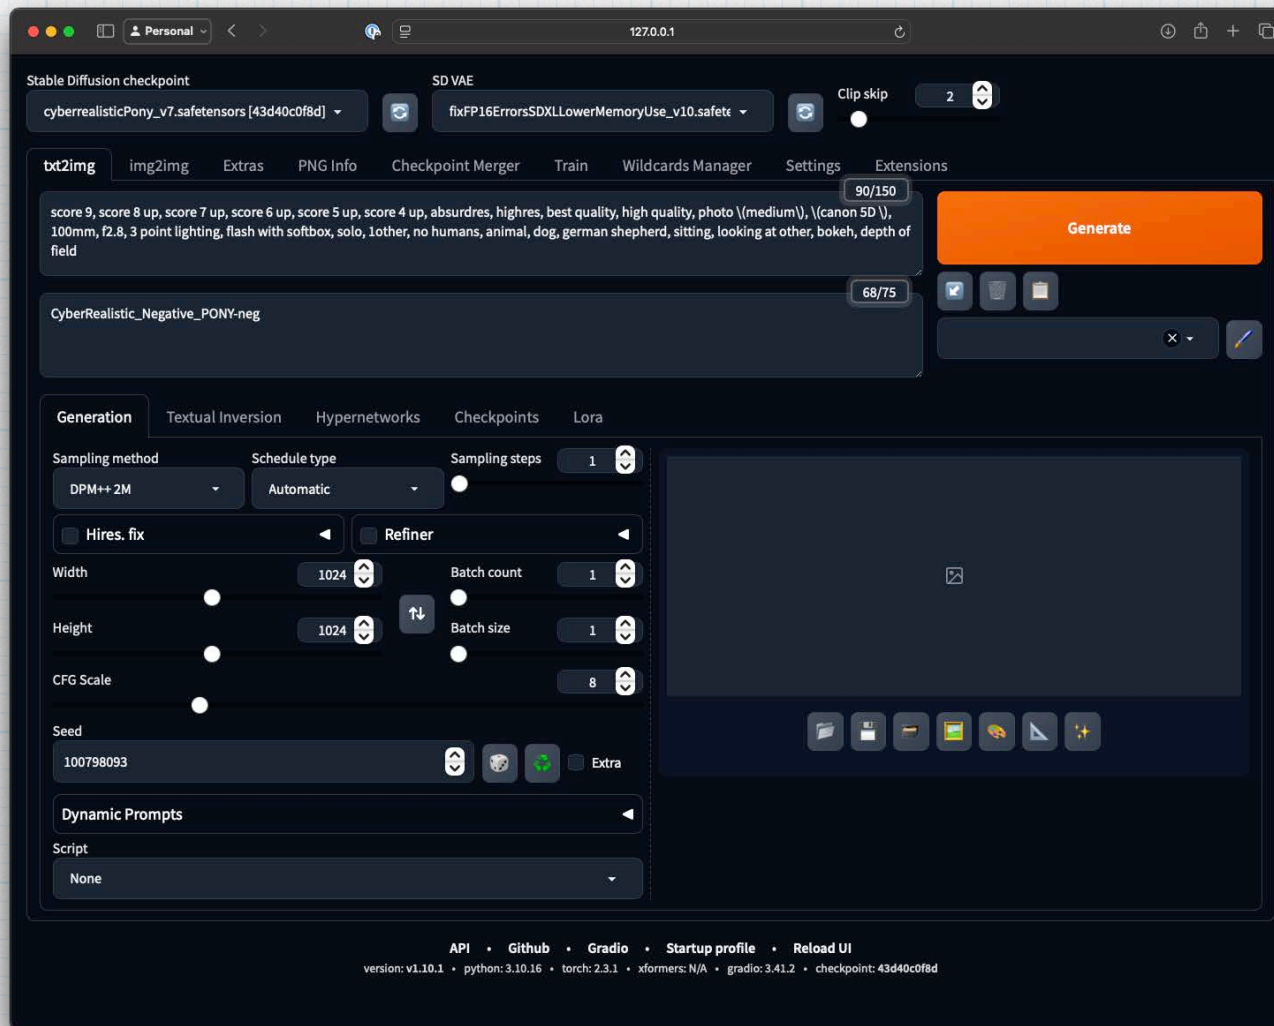 Personal
127.0.0.1
Stable Diffusion checkpoint
SD VAE
Clip skip
2
cyberrealisticPony_v7.safetensors [43d40c0f8d]
fixFP16ErrorsSDXLLowerMemoryUse_v10.safete
txt2img
img2img
Extras
PNG Info
Checkpoint Merger
Train
Wildcards Manager
Settings
Extensions
90/150
score 9, score 8 up, score 7 up, score 6 up, score 5 up, score 4 up, absurdres, highres, best quality, high quality, photo \(medium\), \(canon 5D \),
100mm, f2.8, 3 point lighting, flash with softbox, solo, 1other, no humans, animal, dog, german shepherd, sitting, looking at other, bokeh, depth of
field
Generate
68/75
CyberRealistic_Negative_PONY-neg
Generation
Textual Inversion
Hypernetworks
Checkpoints
Lora
Sampling method
Schedule type
Sampling steps
1
DPM++ 2M
Automatic
Hires. fix
Refiner
Width
1024
Batch count
1
Height
1024
Batch size
1
CFG Scale
8
Seed
100798093
Extra
Dynamic Prompts
Script
None
API • Github • Gradio • Startup profile • Reload UI
version: v1.10.1 • python: 3.10.16 • torch: 2.3.1 • xformers: N/A • gradio: 3.41.2 • checkpoint: 43d40c0f8d